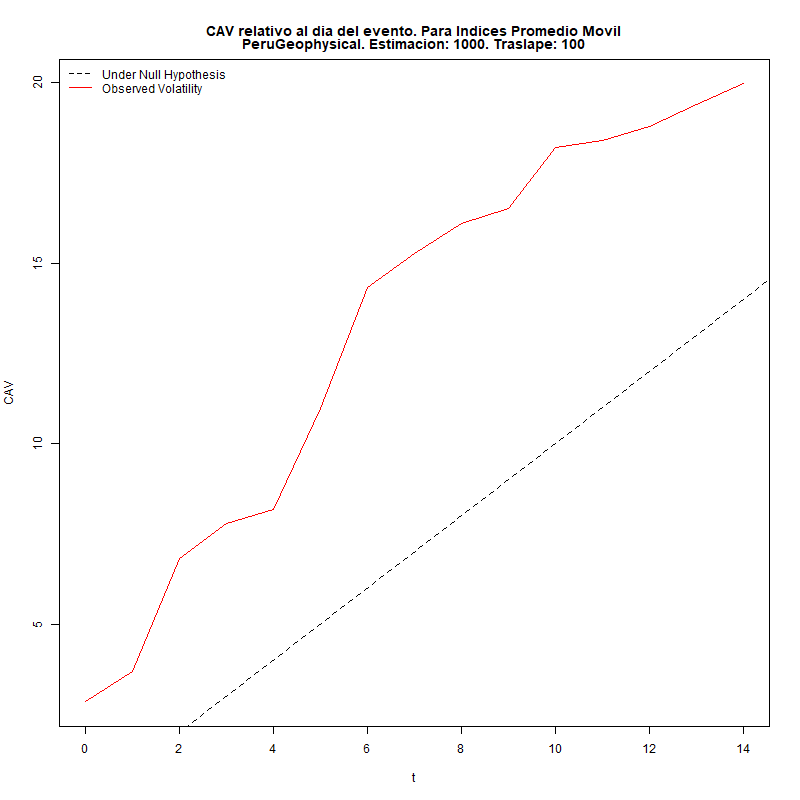 CAV relativo al dia del evento. Para Indices Promedio Movil
PeruGeophysical. Estimacion: 1000. Traslape: 100
Under Null Hypothesis
Observed Volatility
20
15
10
5
CAV
0 2 4 6 8 10 12 14
t